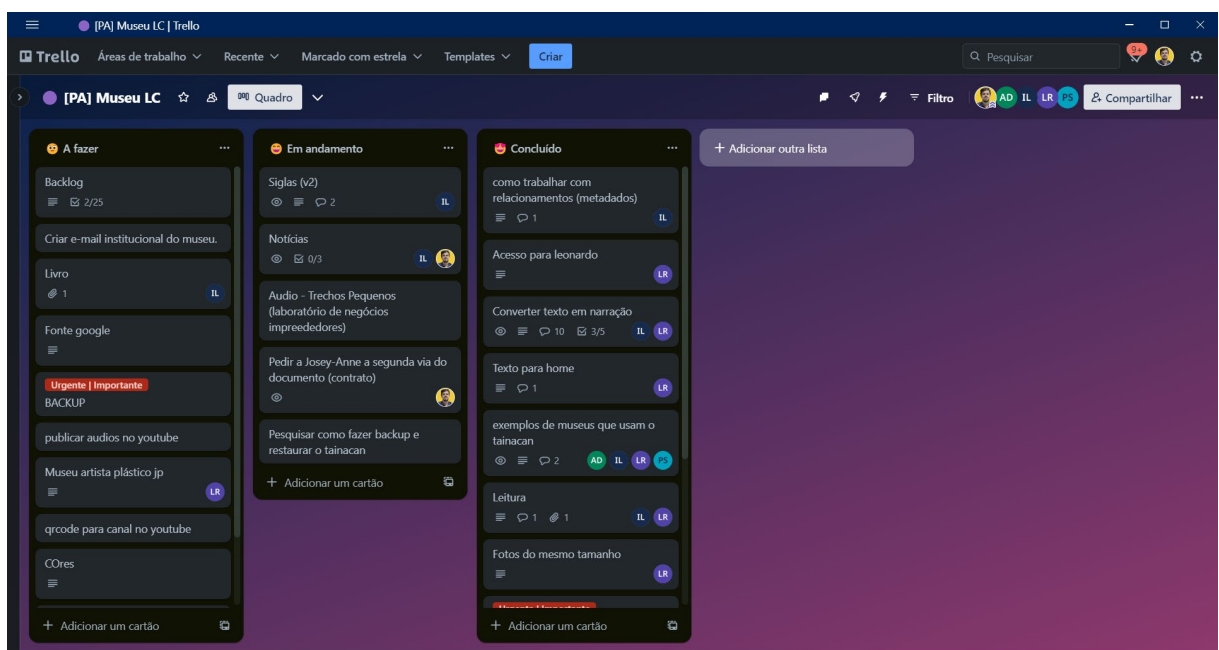 [PA] Museu LC | Trello
Trello Áreas de trabalho Recente Marcado com estrela Templates Criar Pesquisar 9+
[PA] Museu LC Quadro Filtro AD IL LR PS Compartilhar
A fazer
Backlog
2/25
Criar e-mail institucional do museu.
Livro
1 IL
Fonte google
Urgente | Importante
BACKUP
publicar audios no youtube
Museu artista plástico jp
LR
qrcode para canal no youtube
COres
+ Adicionar um cartão
Em andamento
Siglas (v2)
2 IL
Notícias
0/3 IL
Audio - Trechos Pequenos
(laboratório de negócios
impreededores)
Pedir a Josey-Anne a segunda via do
documento (contrato)
Pesquisar como fazer backup e
restaurar o tainacan
+ Adicionar um cartão
Concluído
como trabalhar com
relacionamentos (metadados)
1 IL
Acesso para leonardo
LR
Converter texto em narração
10 3/5 IL LR
Texto para home
1 LR
exemplos de museus que usam o
tainacan
2 AD IL LR PS
Leitura
1 1 IL LR
Fotos do mesmo tamanho
LR
Urgente | Importante
+ Adicionar um cartão
+ Adicionar outra lista